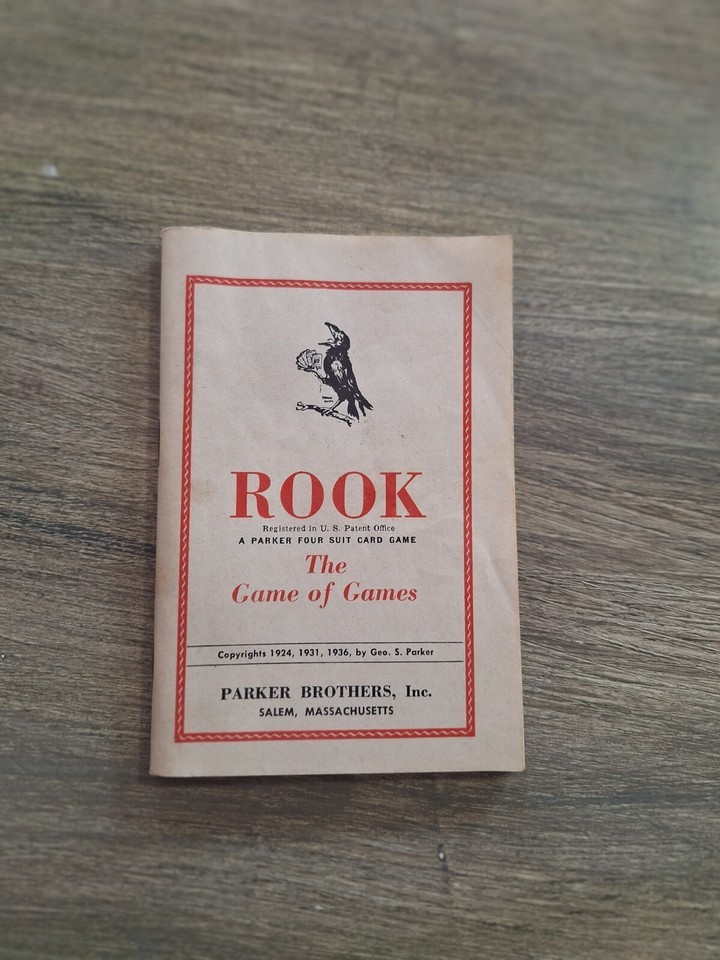 ROOK
Registered in U. S. Patent Office
A PARKER FOUR SUIT CARD GAME
The
Game of Games
Copyrights 1924, 1931, 1936, by Geo. S. Parker
PARKER BROTHERS, Inc.
SALEM, MASSACHUSETTS